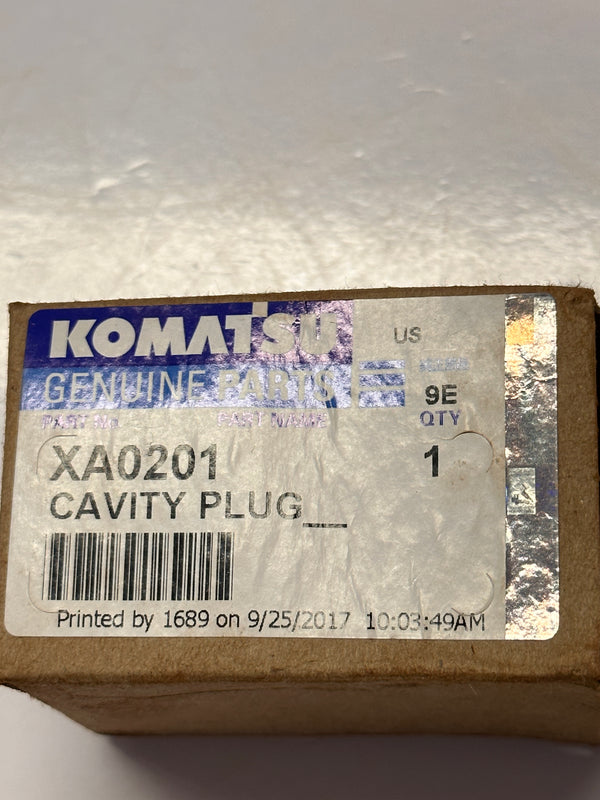 KOMATSU
US
GENUINE PARTS
9E
PART No. PART NAME QTY
XA0201 1
CAVITY PLUG__
Printed by 1689 on 9/25/2017 10:03:49AM